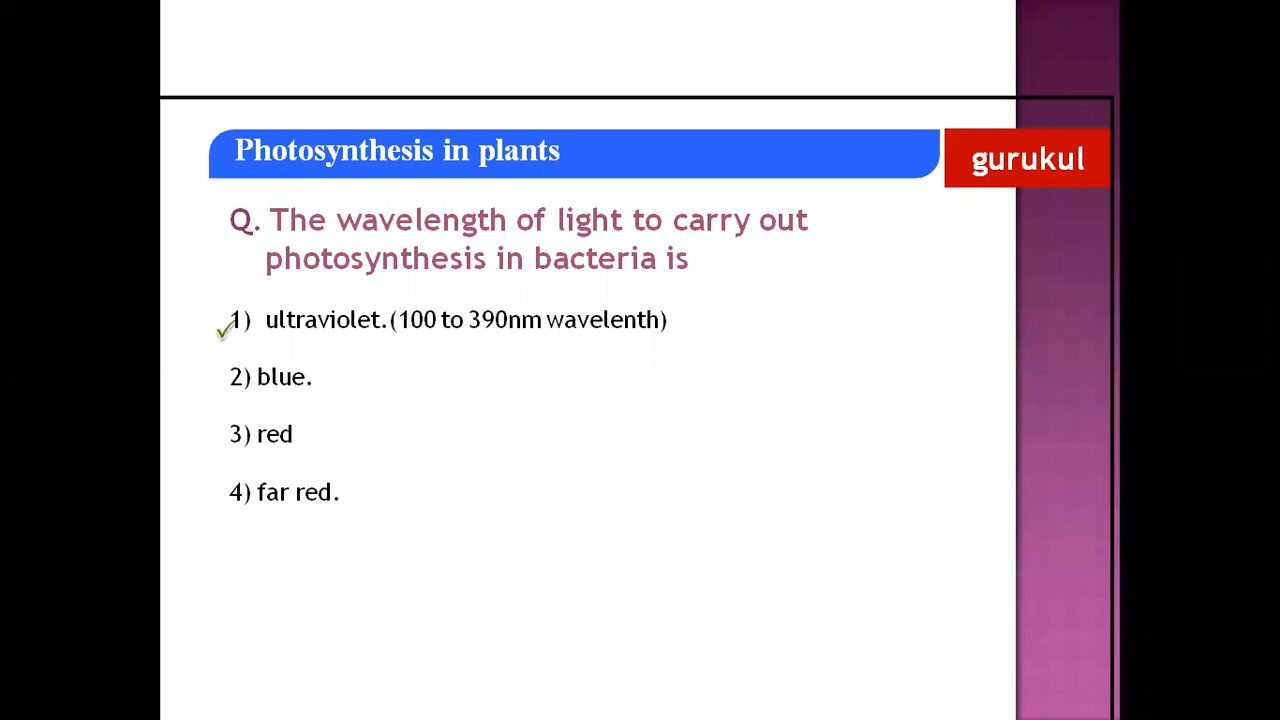 Photosynthesis in plants
gurukul
Q. The wavelength of light to carry out
photosynthesis in bacteria is
1) ultraviolet.(100 to 390nm wavelenth)
2) blue.
3) red
4) far red.